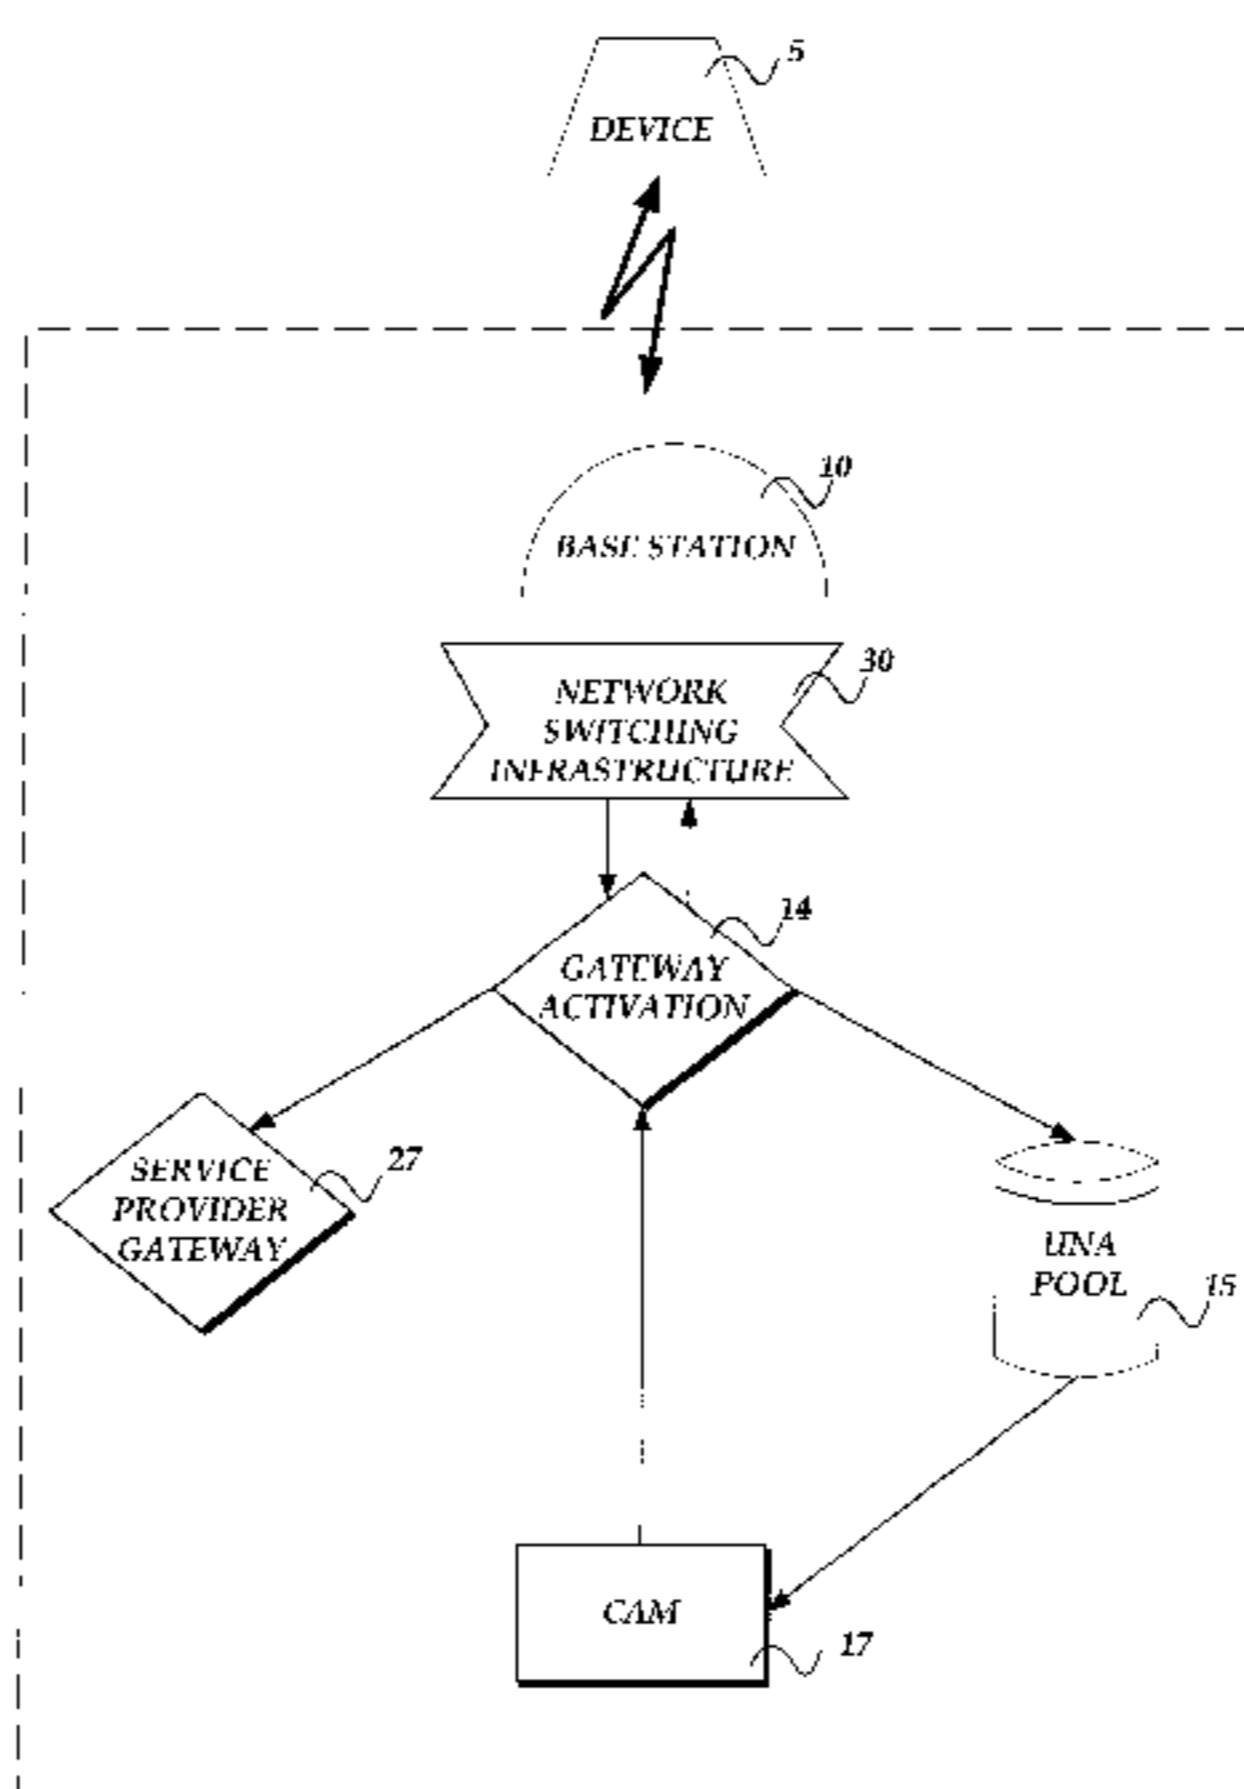 5
DEVICE
10
BASE STATION
30
NETWORK
SWITCHING
INFRASTRUCTURE
14
GATEWAY
ACTIVATION
27
SERVICE
PROVIDER
GATEWAY
UNA
POOL
15
CAM
17